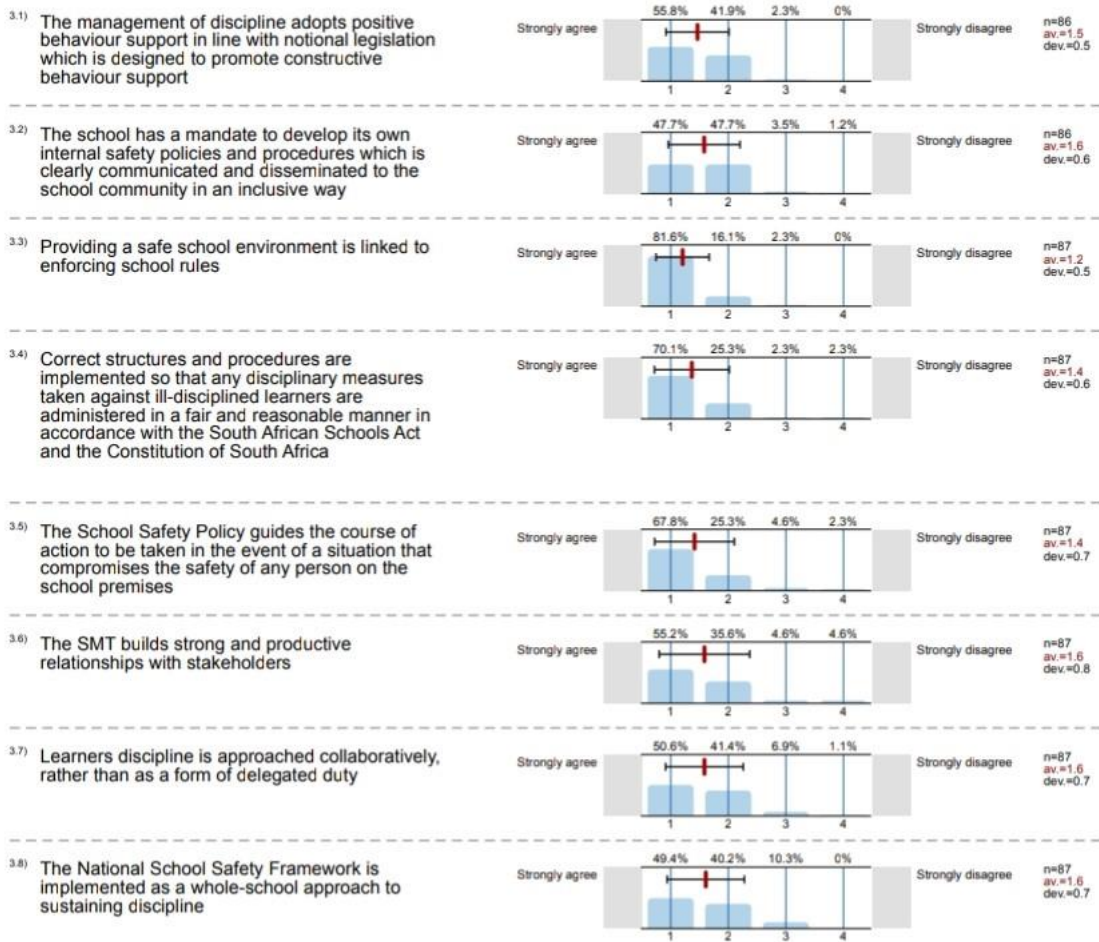 55.8% 41.9% 2.3% 0%
3.1) The management of discipline adopts positive
behaviour support in line with notional legislation
which is designed to promote constructive
behaviour support
Strongly agree
Strongly disagree
n=86
av.=1.5
dev.=0.5
1 2 3 4
47.7% 47.7% 3.5% 1.2%
3.2) The school has a mandate to develop its own
internal safety policies and procedures which is
clearly communicated and disseminated to the
school community in an inclusive way
Strongly agree
Strongly disagree
n=86
av.=1.6
dev.=0.6
1 2 3 4
81.6% 16.1% 2.3% 0%
3.3) Providing a safe school environment is linked to
enforcing school rules
Strongly agree
Strongly disagree
n=87
av.=1.2
dev.=0.5
1 2 3 4
70.1% 25.3% 2.3% 2.3%
3.4) Correct structures and procedures are
implemented so that any disciplinary measures
taken against ill-disciplined learners are
administered in a fair and reasonable manner in
accordance with the South African Schools Act
and the Constitution of South Africa
Strongly agree
Strongly disagree
n=87
av.=1.4
dev.=0.6
1 2 3 4
67.8% 25.3% 4.6% 2.3%
3.5) The School Safety Policy guides the course of
action to be taken in the event of a situation that
compromises the safety of any person on the
school premises
Strongly agree
Strongly disagree
n=87
av.=1.4
dev.=0.7
1 2 3 4
55.2% 35.6% 4.6% 4.6%
3.6) The SMT builds strong and productive
relationships with stakeholders
Strongly agree
Strongly disagree
n=87
av.=1.6
dev.=0.8
1 2 3 4
50.6% 41.4% 6.9% 1.1%
3.7) Learners discipline is approached collaboratively,
rather than as a form of delegated duty
Strongly agree
Strongly disagree
n=87
av.=1.6
dev.=0.7
1 2 3 4
49.4% 40.2% 10.3% 0%
3.8) The National School Safety Framework is
implemented as a whole-school approach to
sustaining discipline
Strongly agree
Strongly disagree
n=87
av.=1.6
dev.=0.7
1 2 3 4